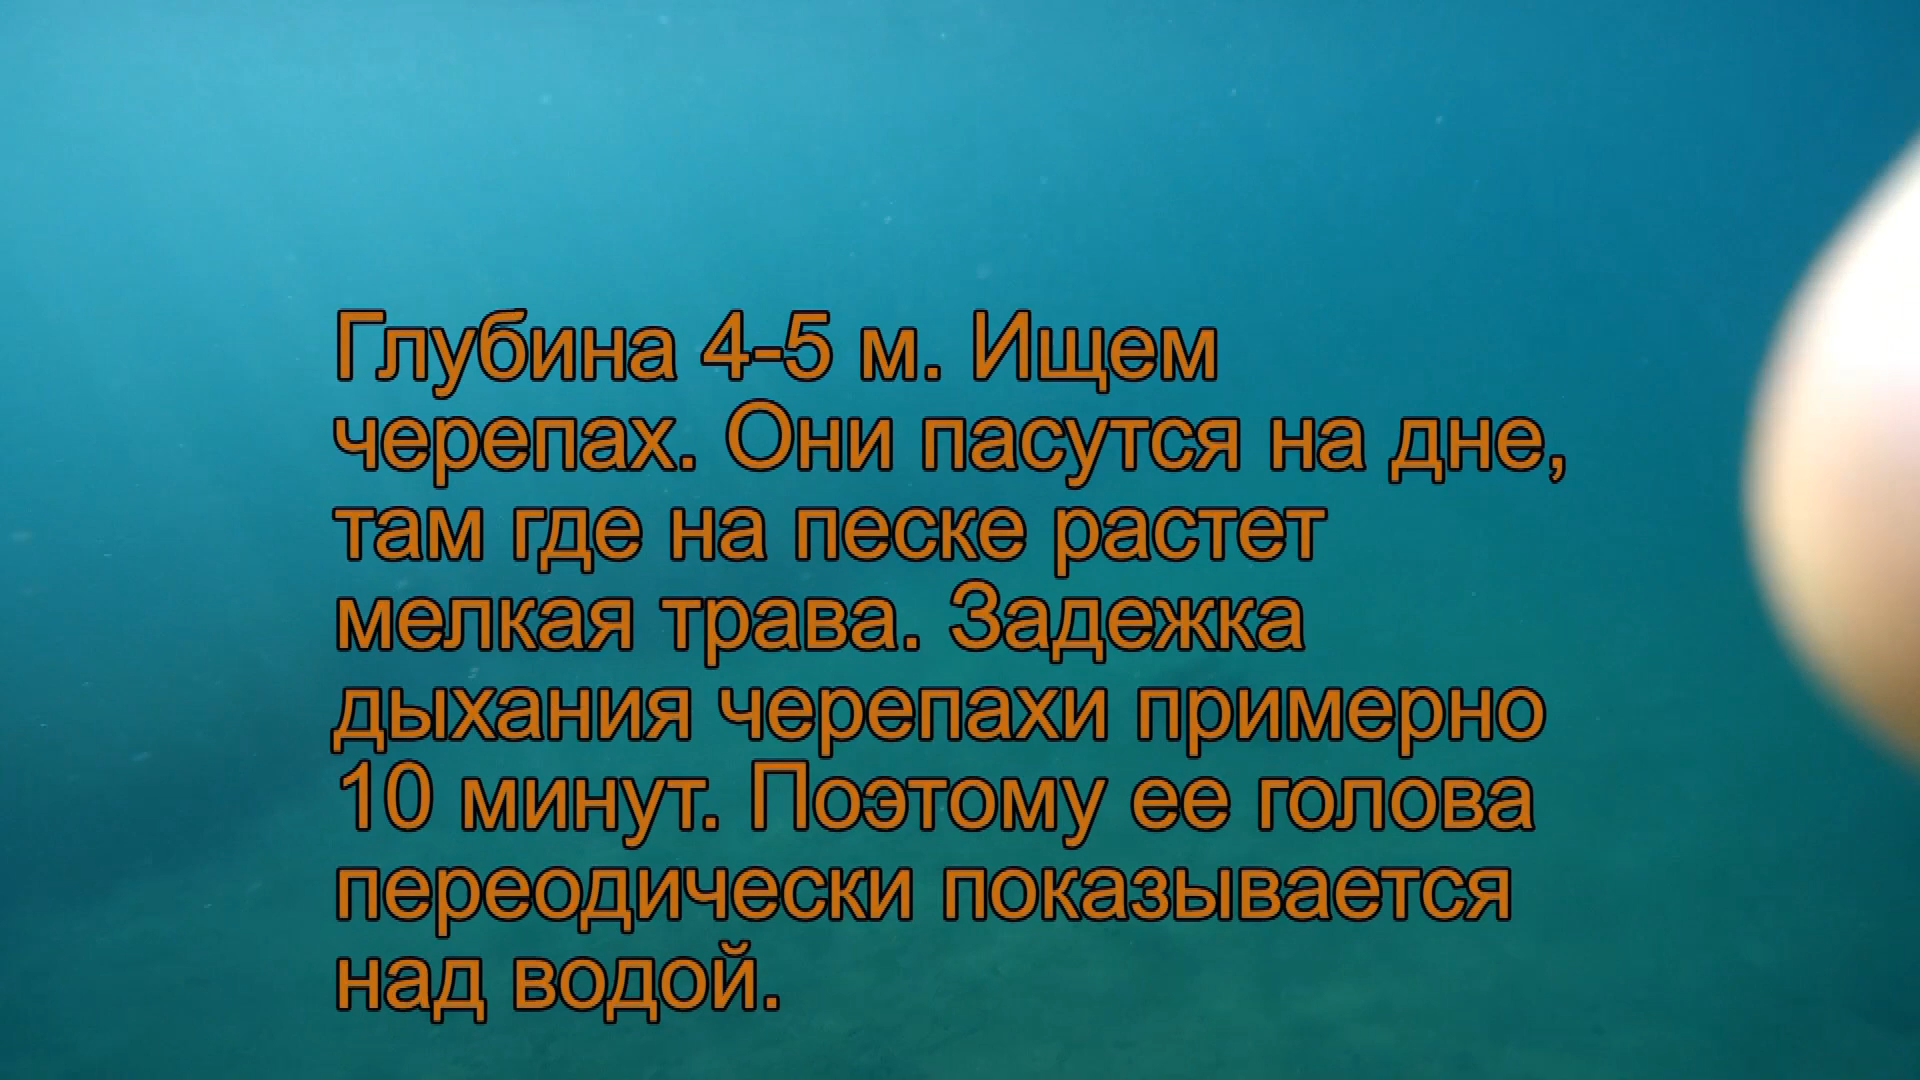 Глубина 4-5 м. Ищем
черепах. Они пасутся на дне,
там где на песке растет
мелкая трава. Задежка
дыхания черепахи примерно
10 минут. Поэтому ее голова
переодически показывается
над водой.